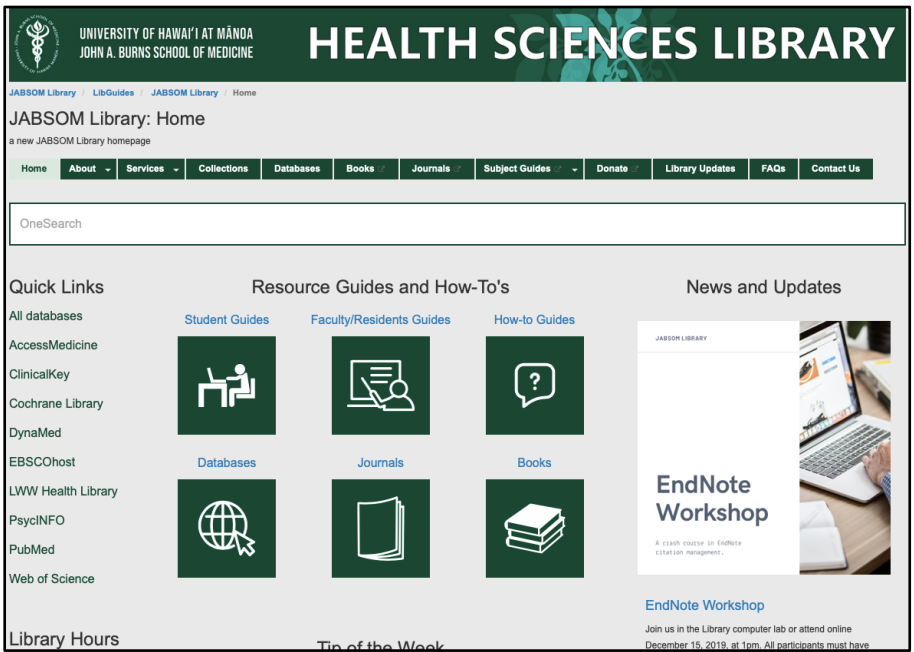 UNIVERSITY OF HAWAIʻI AT MĀNOA
JOHN A. BURNS SCHOOL OF MEDICINE
HEALTH SCIENCES LIBRARY
JABSOM Library / LibGuides / JABSOM Library / Home
JABSOM Library: Home
a new JABSOM Library homepage
Home About Services Collections Databases Books Journals Subject Guides Donate Library Updates FAQs Contact Us
OneSearch
Quick Links
All databases
AccessMedicine
ClinicalKey
Cochrane Library
DynaMed
EBSCOhost
LWW Health Library
PsycINFO
PubMed
Web of Science
Library Hours
Resource Guides and How-To's
Student Guides Faculty/Residents Guides How-to Guides
?
Databases Journals Books
Tip of the Week
News and Updates
JABSOM LIBRARY
EndNote
Workshop
A crash course in EndNote
citation management.
EndNote Workshop
Join us in the Library computer lab or attend online
December 15, 2019, at 1pm. All participants must have